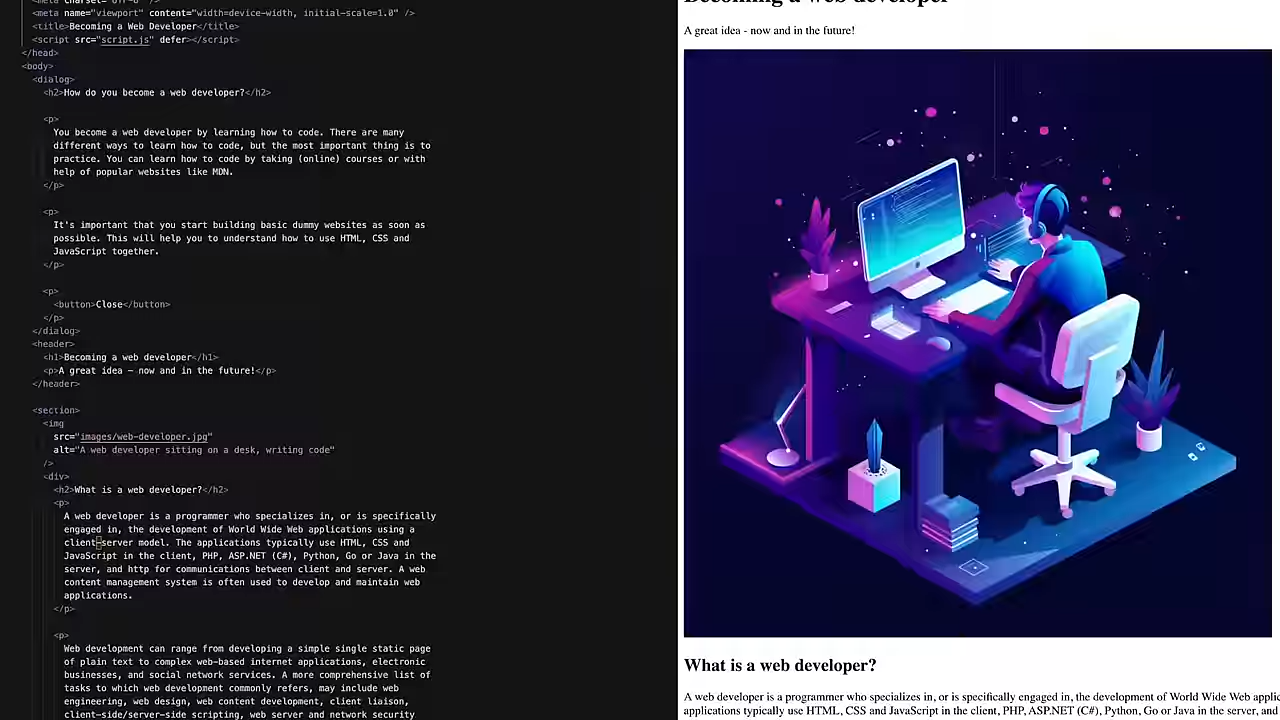 <meta charset="utf-8" />
<meta name="viewport" content="width=device-width, initial-scale=1.0" />
<title>Becoming a Web Developer</title>
<script src="script.js" defer></script>
</head>
<body>
<dialog>
<h2>How do you become a web developer?</h2>
<p>
You become a web developer by learning how to code. There are many
different ways to learn how to code, but the most important thing is to
practice. You can learn how to code by taking (online) courses or with
help of popular websites like MDN.
</p>
<p>
It's important that you start building basic dummy websites as soon as
possible. This will help you to understand how to use HTML, CSS and
JavaScript together.
</p>
<p>
<button>Close</button>
</p>
</dialog>
<header>
<h1>Becoming a web developer</h1>
<p>A great idea – now and in the future!</p>
</header>
<section>
<img
src="images/web-developer.jpg"
alt="A web developer sitting on a desk, writing code"
/>
<div>
<h2>What is a web developer?</h2>
<p>
A web developer is a programmer who specializes in, or is specifically
engaged in, the development of World Wide Web applications using a
client–server model. The applications typically use HTML, CSS and
JavaScript in the client, PHP, ASP.NET (C#), Python, Go or Java in the
server, and http for communications between client and server. A web
content management system is often used to develop and maintain web
applications.
</p>
<p>
Web development can range from developing a simple single static page
of plain text to complex web-based internet applications, electronic
businesses, and social network services. A more comprehensive list of
tasks to which web development commonly refers, may include web
engineering, web design, web content development, client liaison,
client-side/server-side scripting, web server and network security
Becoming a web developer
A great idea - now and in the future!
What is a web developer?
A web developer is a programmer who specializes in, or is specifically engaged in, the development of World Wide Web applic
applications typically use HTML, CSS and JavaScript in the client, PHP, ASP.NET (C#), Python, Go or Java in the server, and